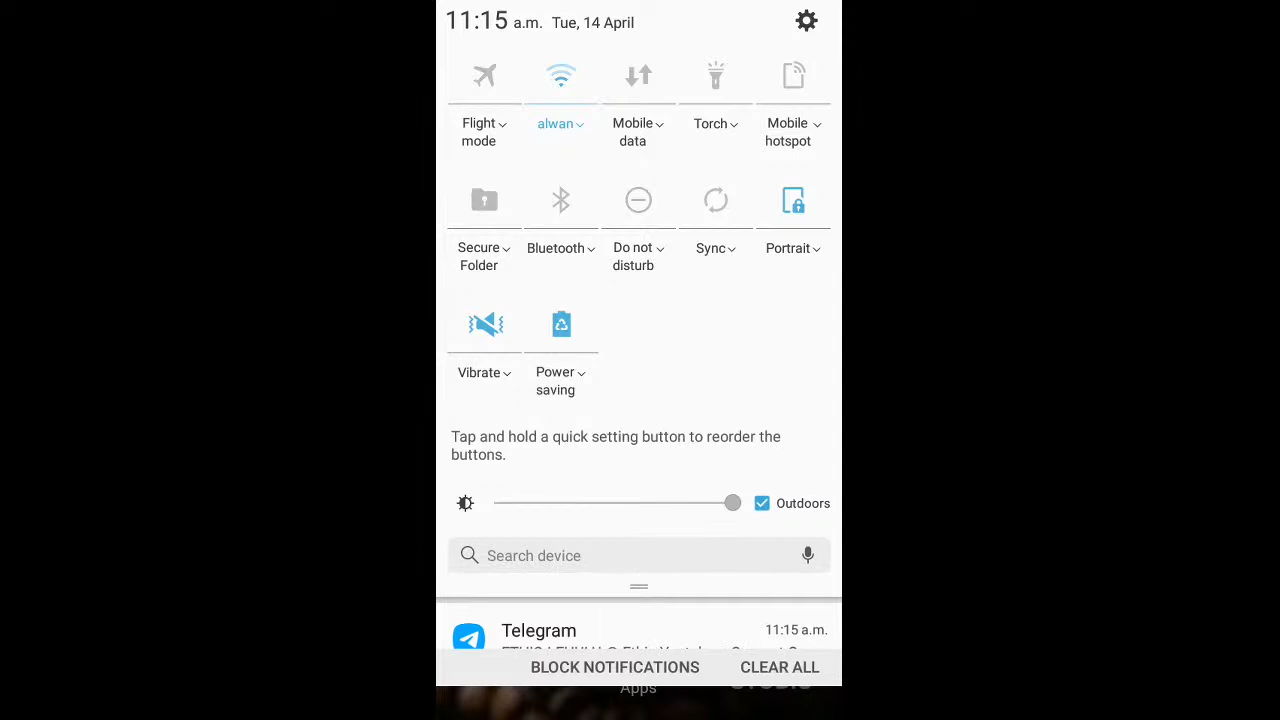 11:15 a.m. Tue, 14 April
Flight mode
alwan
Mobile data
Torch
Mobile hotspot
Secure Folder
Bluetooth
Do not disturb
Sync
Portrait
Vibrate
Power saving
Tap and hold a quick setting button to reorder the
buttons.
Outdoors
Search device
Telegram 11:15 a.m.
BLOCK NOTIFICATIONS CLEAR ALL
Apps